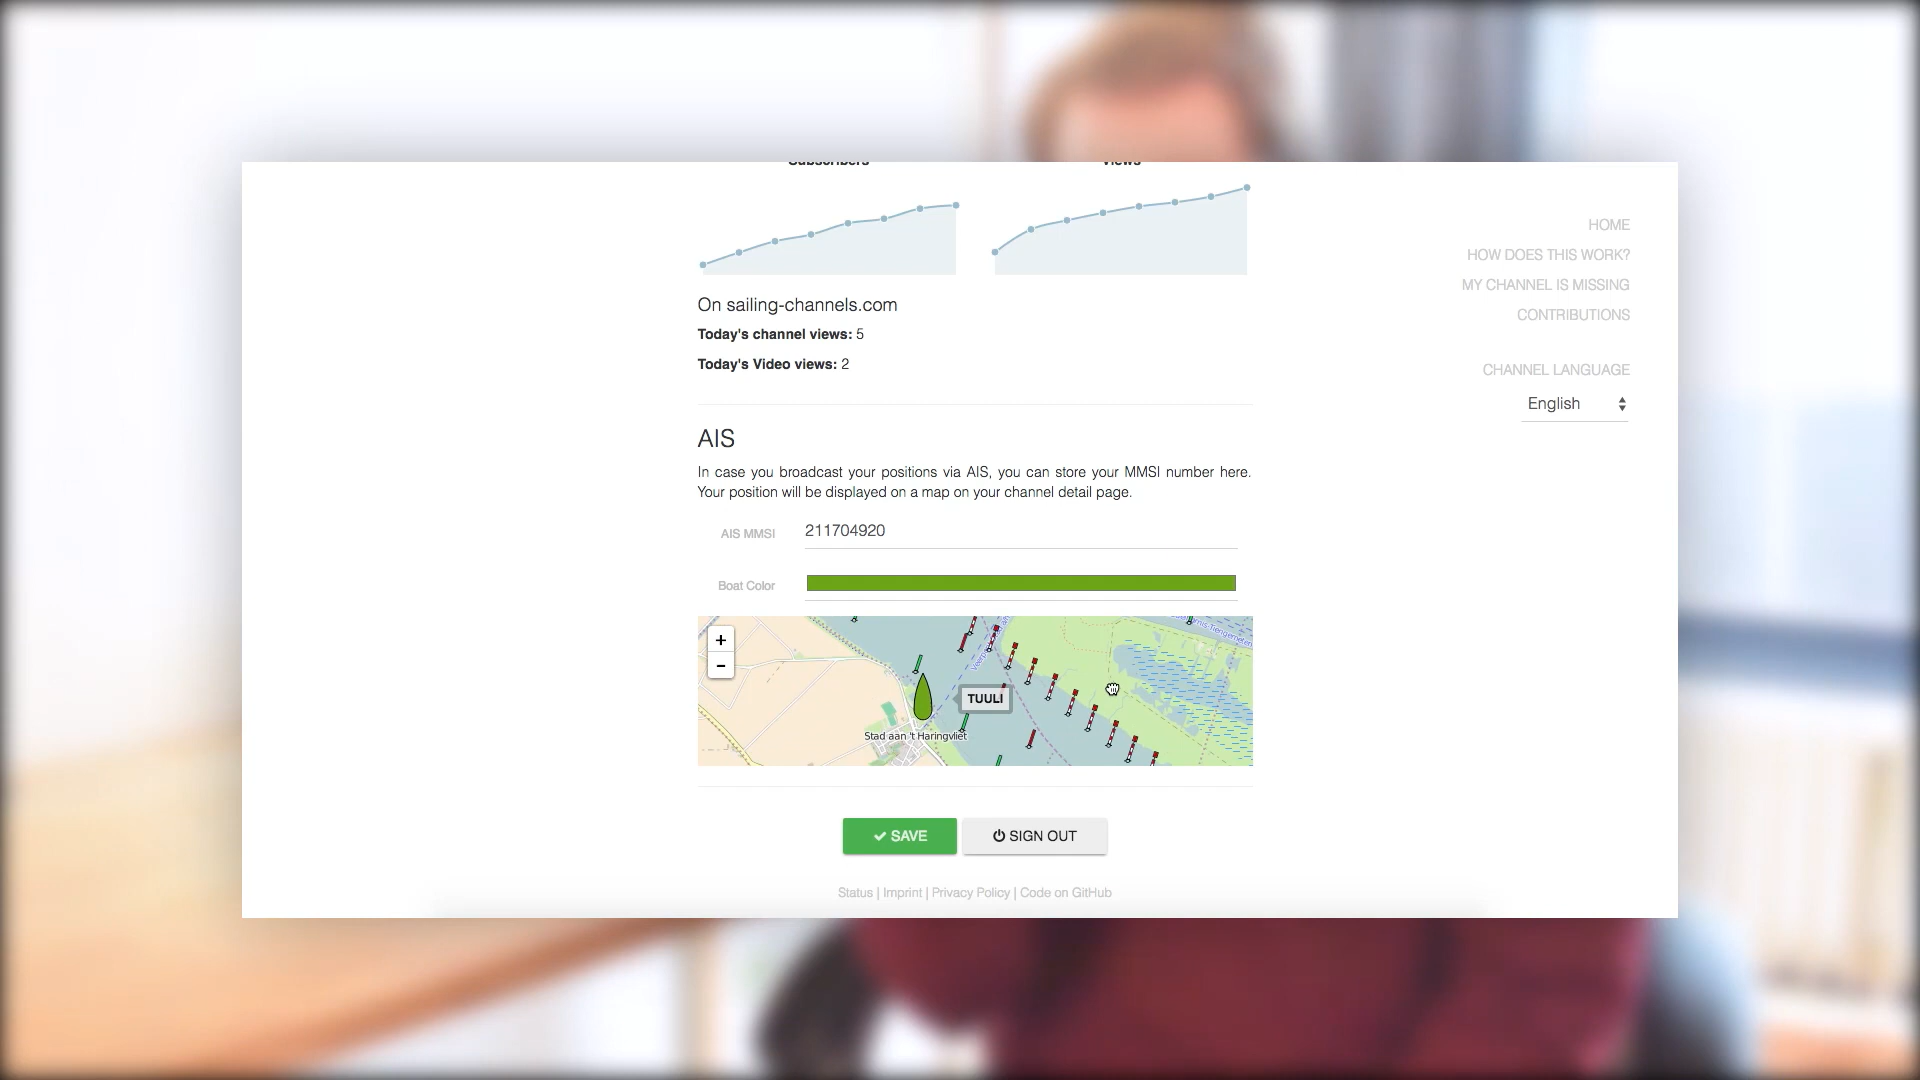 Subscribers
Views
HOME
HOW DOES THIS WORK?
MY CHANNEL IS MISSING
CONTRIBUTIONS
CHANNEL LANGUAGE
English
On sailing-channels.com
Today's channel views: 5
Today's Video views: 2
AIS
In case you broadcast your positions via AIS, you can store your MMSI number here.
Your position will be displayed on a map on your channel detail page.
AIS MMSI
211704920
Boat Color
+
−
TUULI
Stad aan 't Haringvliet
SAVE
SIGN OUT
Status | Imprint | Privacy Policy | Code on GitHub